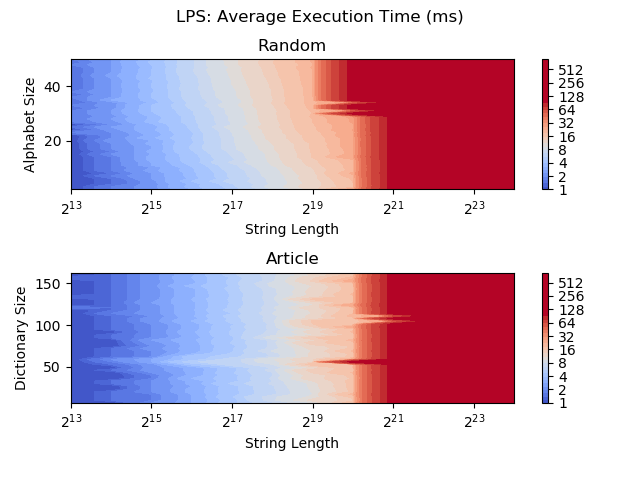 LPS: Average Execution Time (ms)
Random
Alphabet Size
40
20
2^13 2^15 2^17 2^19 2^21 2^23
String Length
512
256
128
64
32
16
8
4
2
1
Article
Dictionary Size
150
100
50
2^13 2^15 2^17 2^19 2^21 2^23
String Length
512
256
128
64
32
16
8
4
2
1